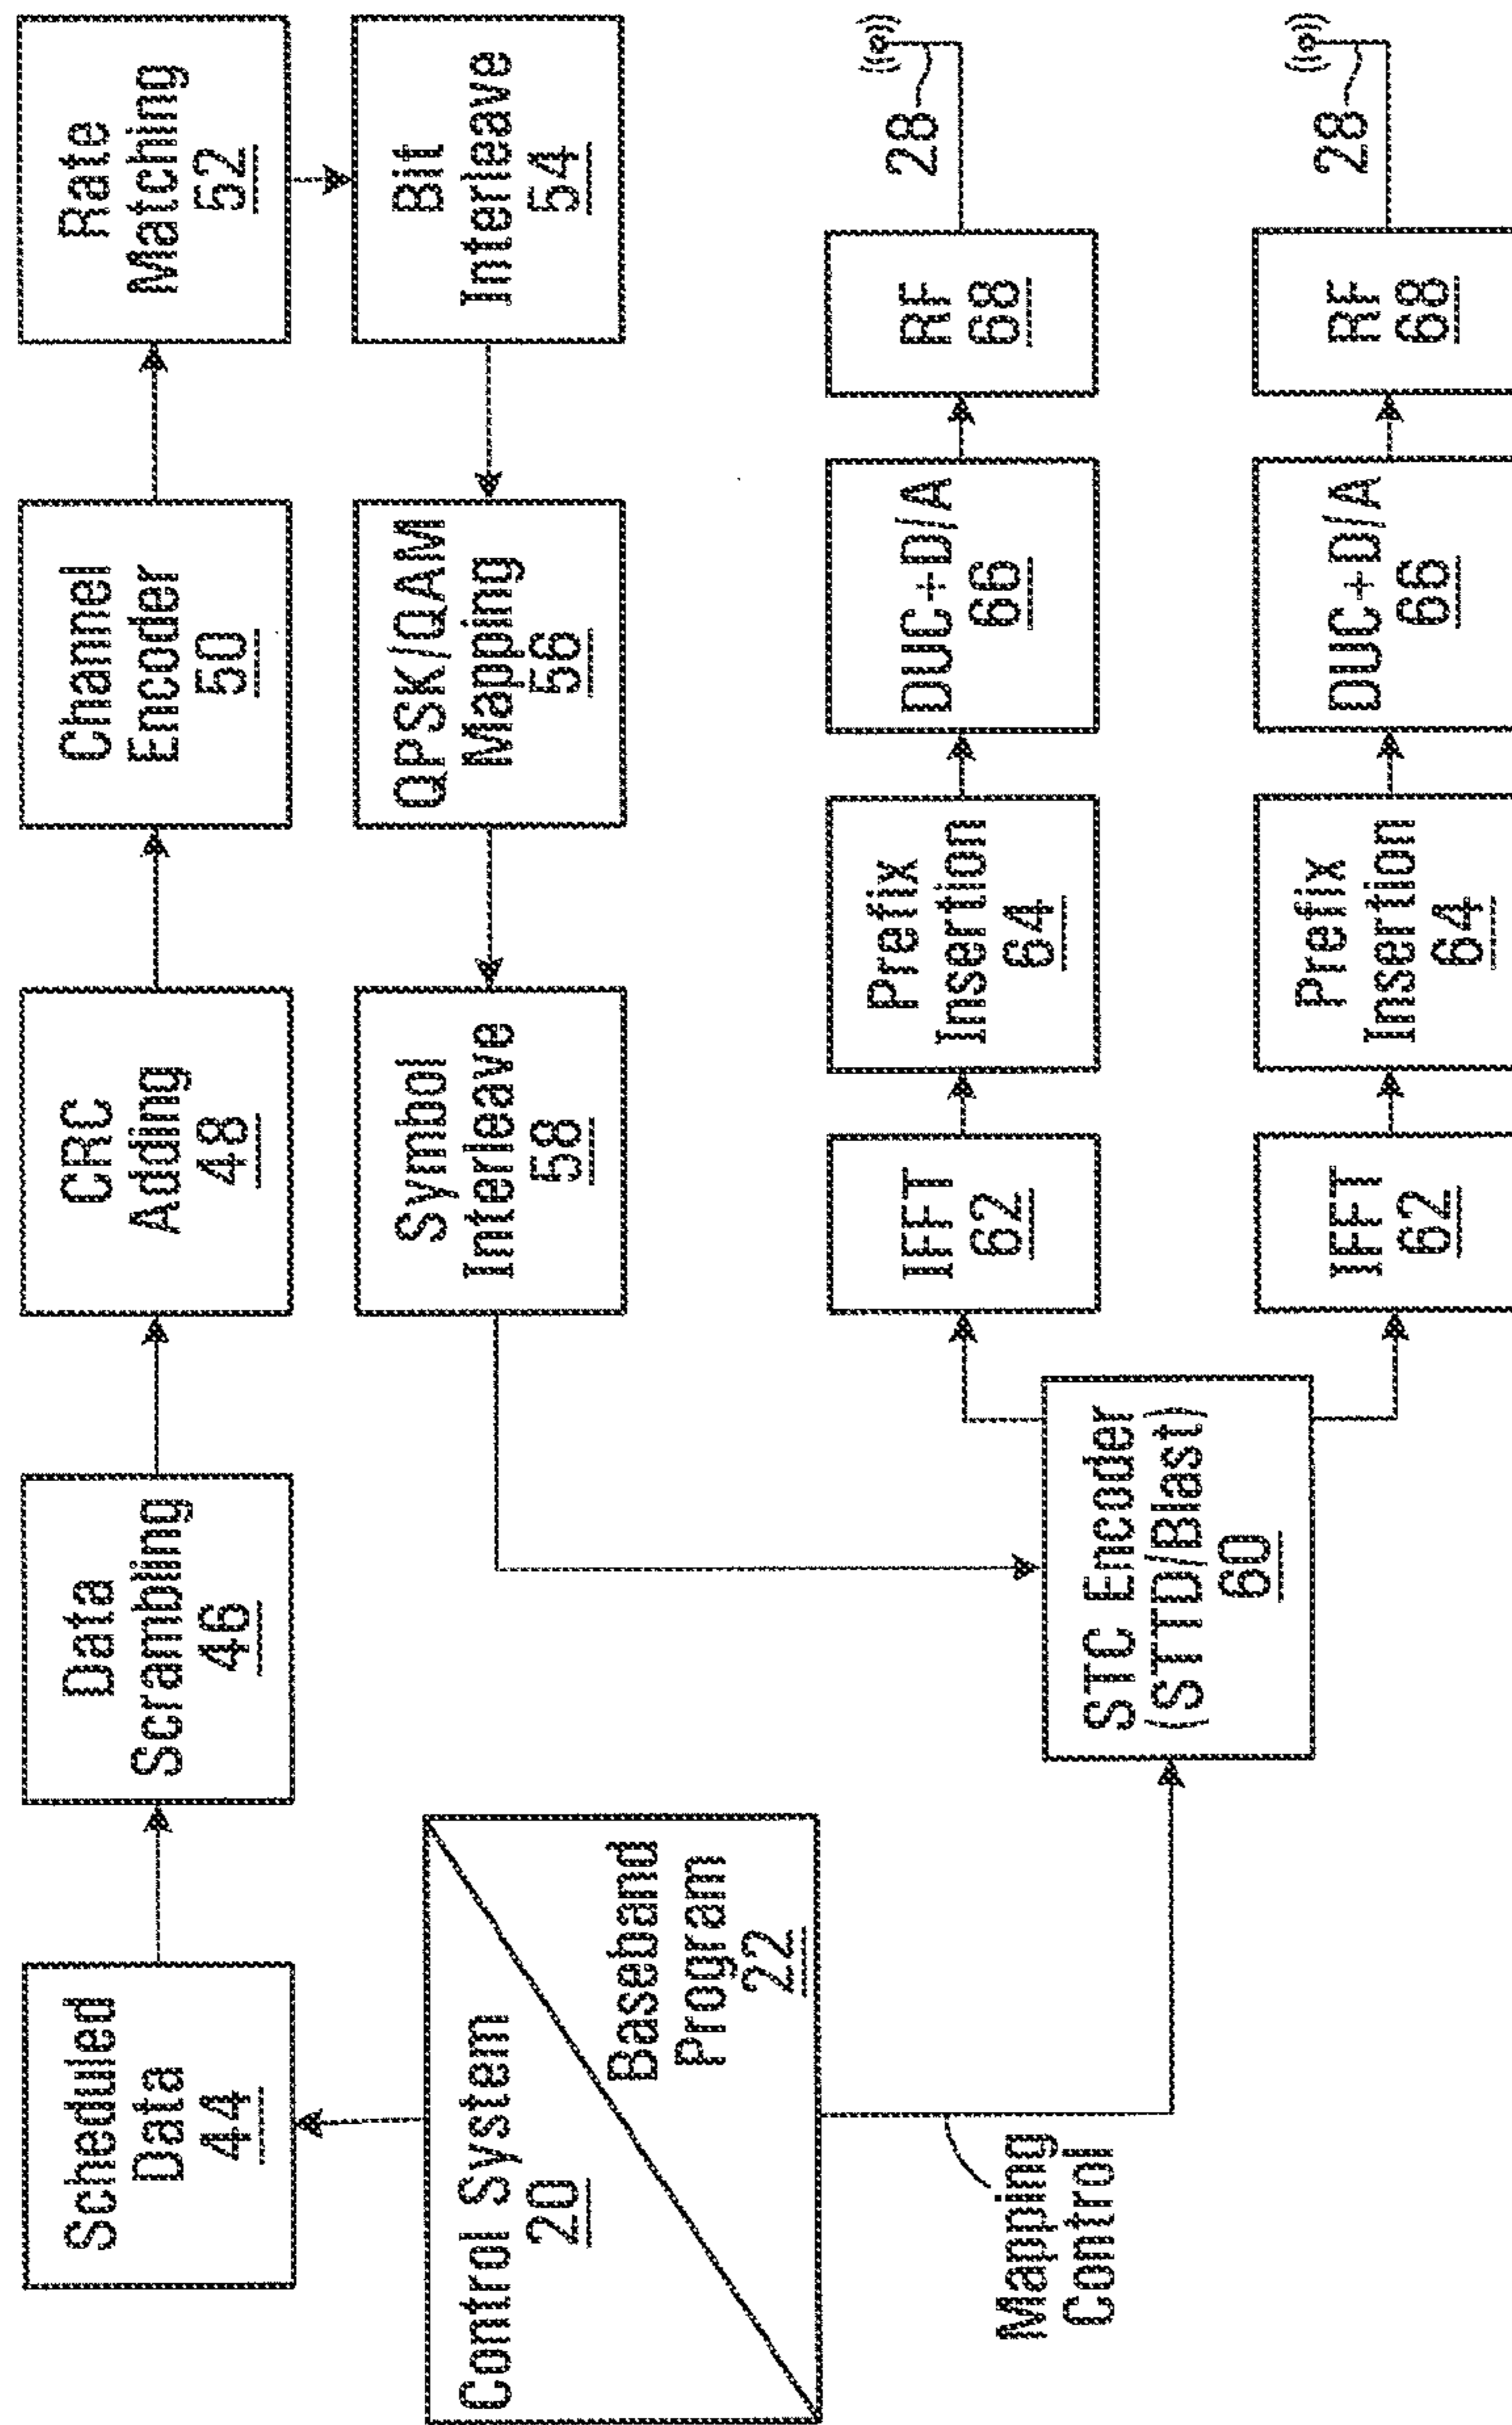 Scheduled
Data
44
Data
Scrambling
46
CRC
Adding
48
Channel
Encoder
50
Rate
Matching
52
Control System
20
Baseband
Program
22
Symbol
Interleave
58
QPSK/QAM
Mapping
56
Bit
Interleave
54
Mapping
Control
STC Encoder
(STTD/Blast)
60
IFFT
62
Prefix
Insertion
64
DUC+D/A
66
RF
68
28
IFFT
62
Prefix
Insertion
64
DUC+D/A
66
RF
68
28